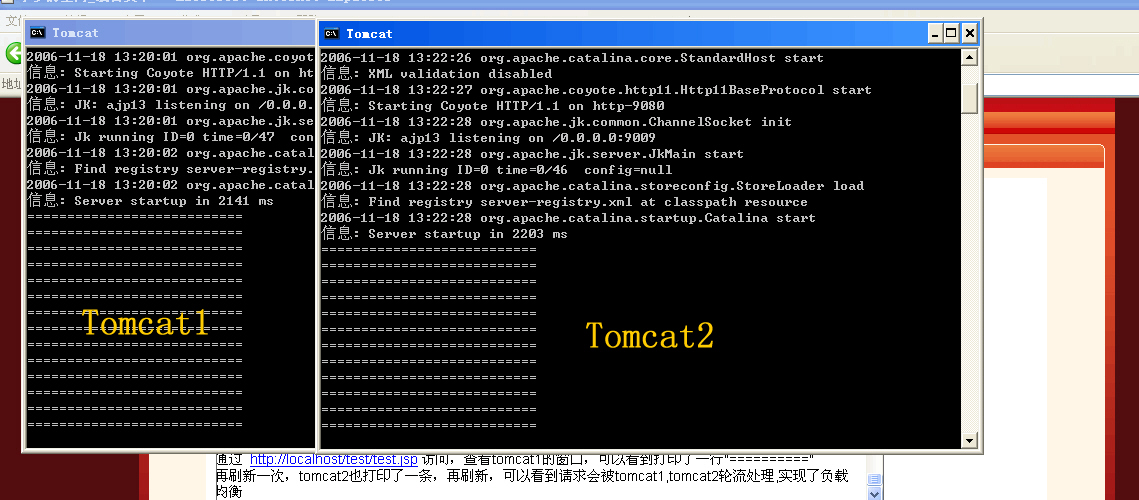 Tomcat
2006-11-18 13:20:01 org.apache.coyot
信息: Starting Coyote HTTP/1.1 on ht
2006-11-18 13:20:01 org.apache.jk.co
信息: JK: ajp13 listening on /0.0.0.
2006-11-18 13:20:01 org.apache.jk.se
信息: Jk running ID=0 time=0/47  con
2006-11-18 13:20:02 org.apache.catal
信息: Find registry server-registry.
2006-11-18 13:20:02 org.apache.catal
信息: Server startup in 2141 ms
===========================
===========================
===========================
===========================
===========================
===========================
===========================
===========================
===========================
===========================
===========================
===========================
===========================
===========================
Tomcat1
Tomcat
2006-11-18 13:22:26 org.apache.catalina.core.StandardHost start
信息: XML validation disabled
2006-11-18 13:22:27 org.apache.coyote.http11.Http11BaseProtocol start
信息: Starting Coyote HTTP/1.1 on http-9080
2006-11-18 13:22:28 org.apache.jk.common.ChannelSocket init
信息: JK: ajp13 listening on /0.0.0.0:9009
2006-11-18 13:22:28 org.apache.jk.server.JkMain start
信息: Jk running ID=0 time=0/46  config=null
2006-11-18 13:22:28 org.apache.catalina.storeconfig.StoreLoader load
信息: Find registry server-registry.xml at classpath resource
2006-11-18 13:22:28 org.apache.catalina.startup.Catalina start
信息: Server startup in 2203 ms
===========================
===========================
===========================
===========================
===========================
===========================
===========================
===========================
===========================
===========================
===========================
===========================
Tomcat2
地址
通过 http://localhost/test/test.jsp 访问，查看tomcat1的窗口，可以看到打印了一行"=========="
再刷新一次，tomcat2也打印了一条，再刷新，可以看到请求会被tomcat1,tomcat2轮流处理,实现了负载
均衡